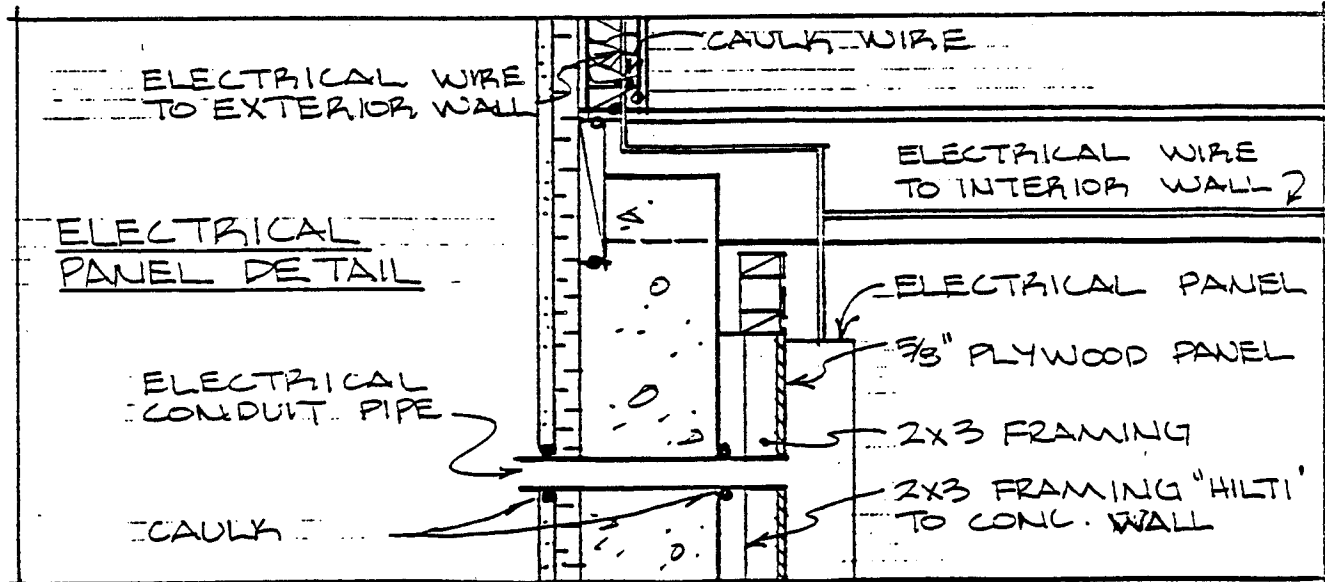 CAULK WIRE
ELECTRICAL WIRE
TO EXTERIOR WALL
ELECTRICAL WIRE
TO INTERIOR WALL
ELECTRICAL
PANEL DETAIL
ELECTRICAL PANEL
5/8" PLYWOOD PANEL
ELECTRICAL
CONDUIT PIPE
2X3 FRAMING
2X3 FRAMING "HILTI'
TO CONC. WALL
CAULK